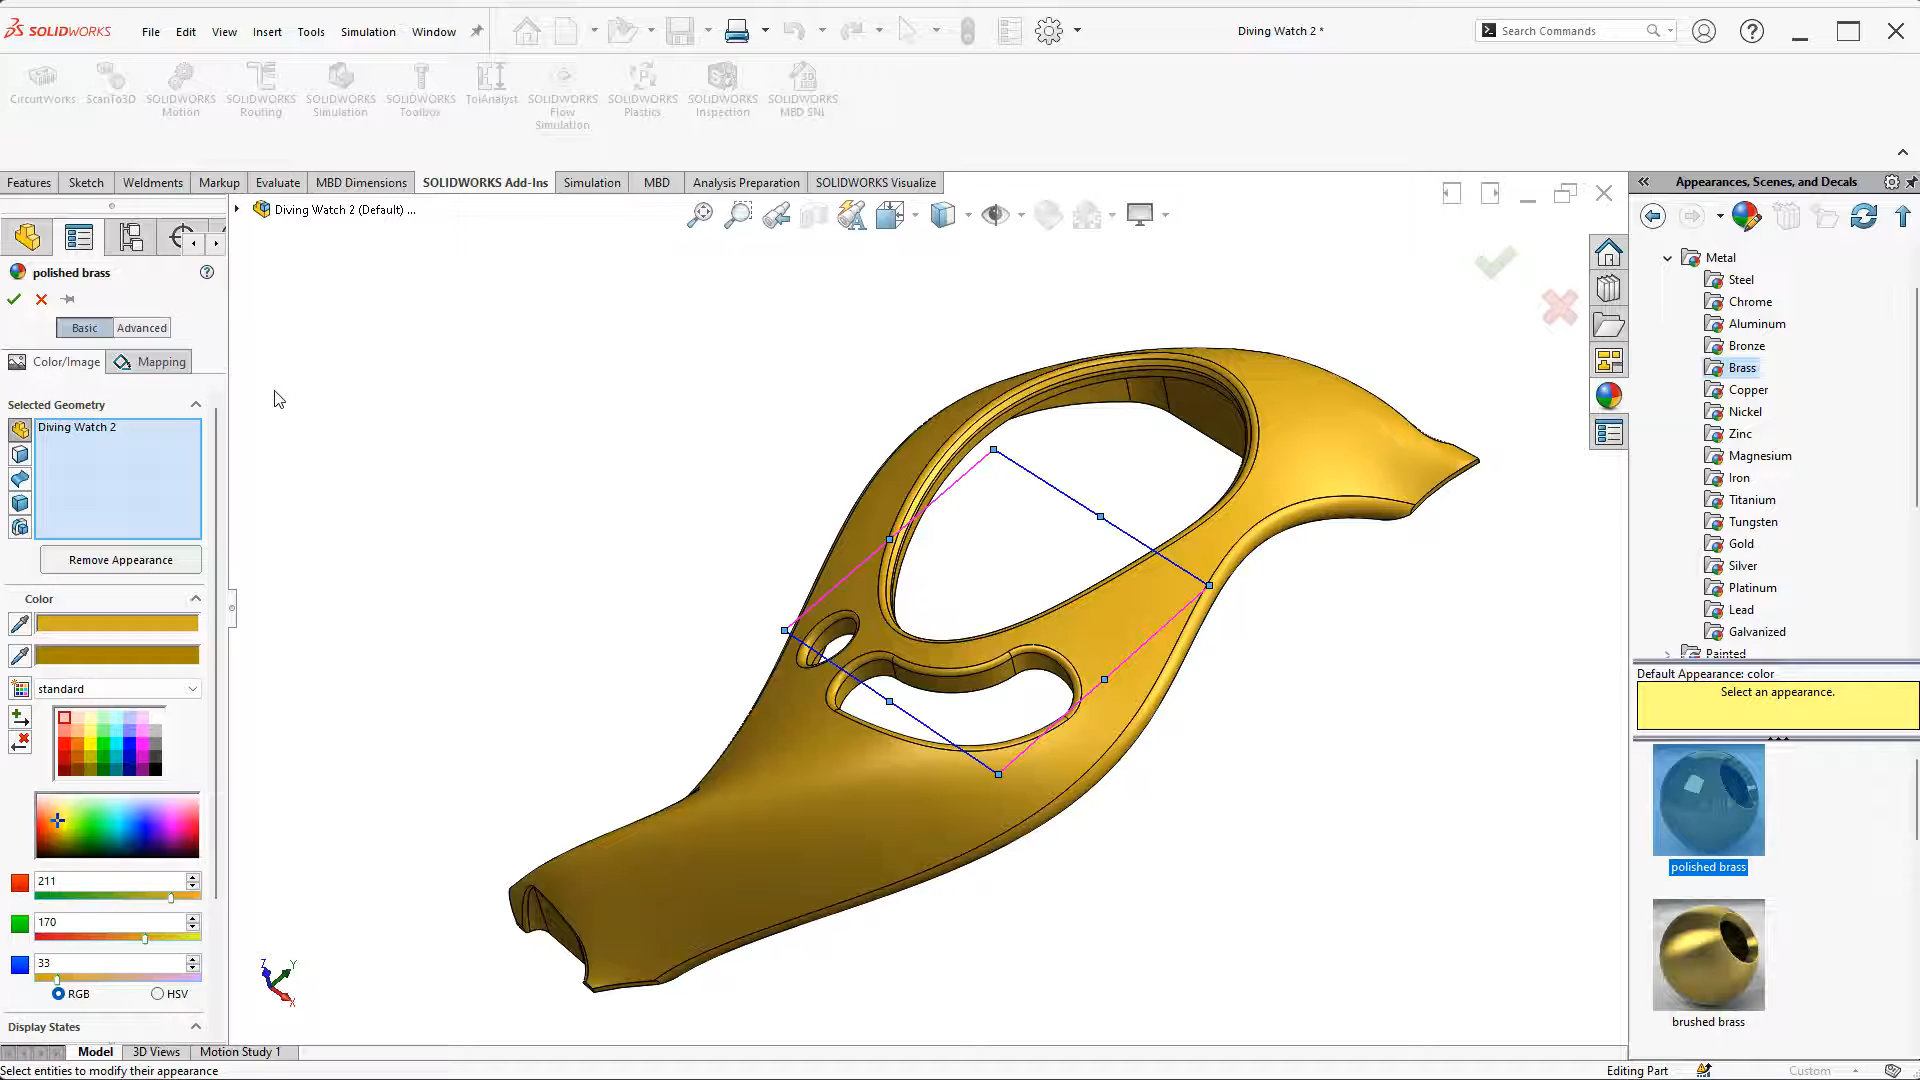 SOLIDWORKS File Edit View Insert Tools Simulation Window Diving Watch 2 * Search Commands
CircuitWorks
ScanTo3D
SOLIDWORKS
Motion
SOLIDWORKS
Routing
SOLIDWORKS
Simulation
SOLIDWORKS
Toolbox
TolAnalyst
SOLIDWORKS
Flow
Simulation
SOLIDWORKS
Plastics
SOLIDWORKS
Inspection
SOLIDWORKS
MBD SNL
Features Sketch Weldments Markup Evaluate MBD Dimensions SOLIDWORKS Add-Ins Simulation MBD Analysis Preparation SOLIDWORKS Visualize
Diving Watch 2 (Default) ...
polished brass
Basic Advanced
Color/Image Mapping
Selected Geometry
Diving Watch 2
Remove Appearance
Color
standard
211
170
33
RGB HSV
Display States
Z Y X
Model 3D Views Motion Study 1
Select entities to modify their appearance
Editing Part Custom
Appearances, Scenes, and Decals
Metal
Steel
Chrome
Aluminum
Bronze
Brass
Copper
Nickel
Zinc
Magnesium
Iron
Titanium
Tungsten
Gold
Silver
Platinum
Lead
Galvanized
Painted
Default Appearance: color
Select an appearance.
polished brass
brushed brass